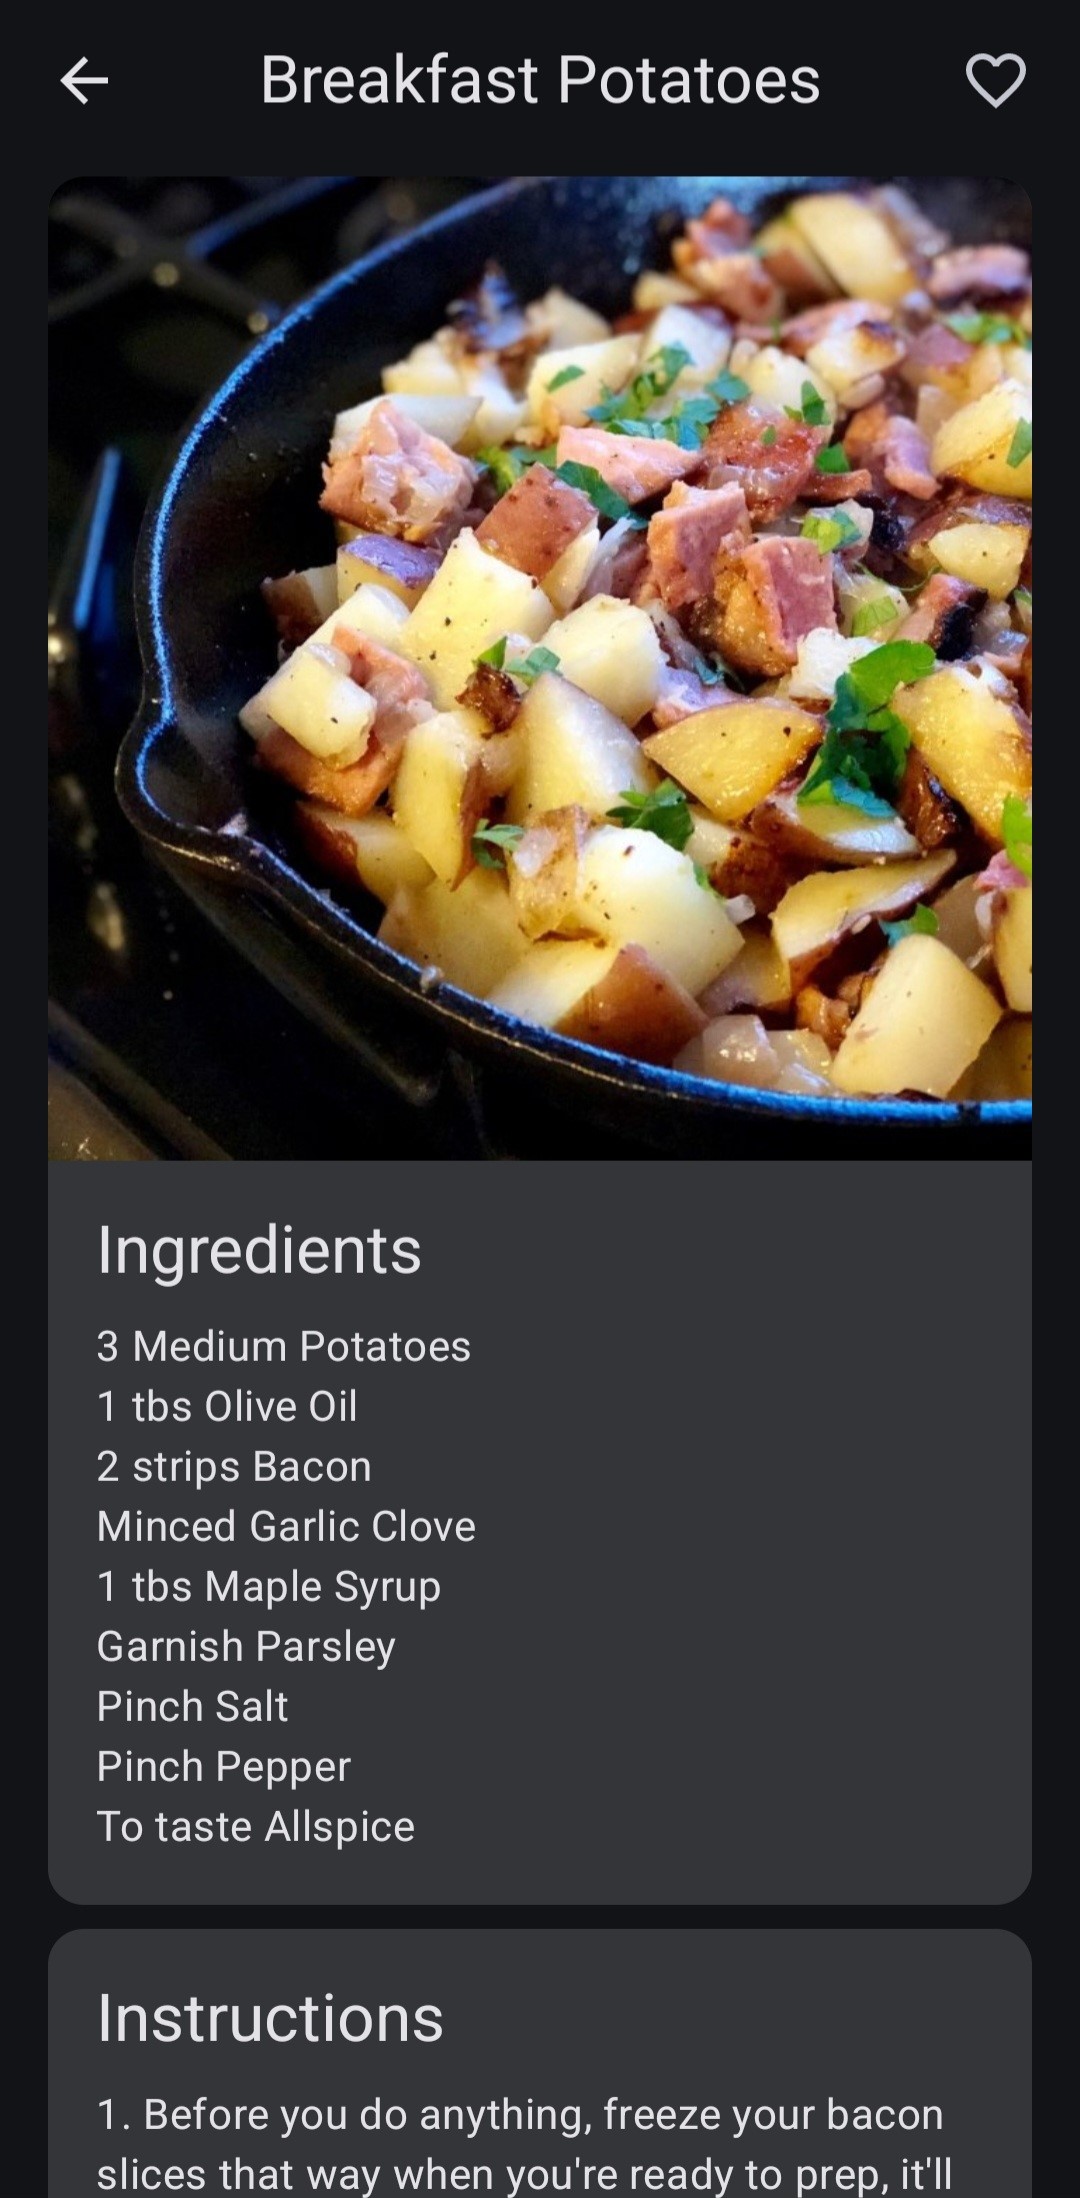 Breakfast Potatoes
Ingredients
3 Medium Potatoes
1 tbs Olive Oil
2 strips Bacon
Minced Garlic Clove
1 tbs Maple Syrup
Garnish Parsley
Pinch Salt
Pinch Pepper
To taste Allspice
Instructions
1. Before you do anything, freeze your bacon
slices that way when you're ready to prep, it'll